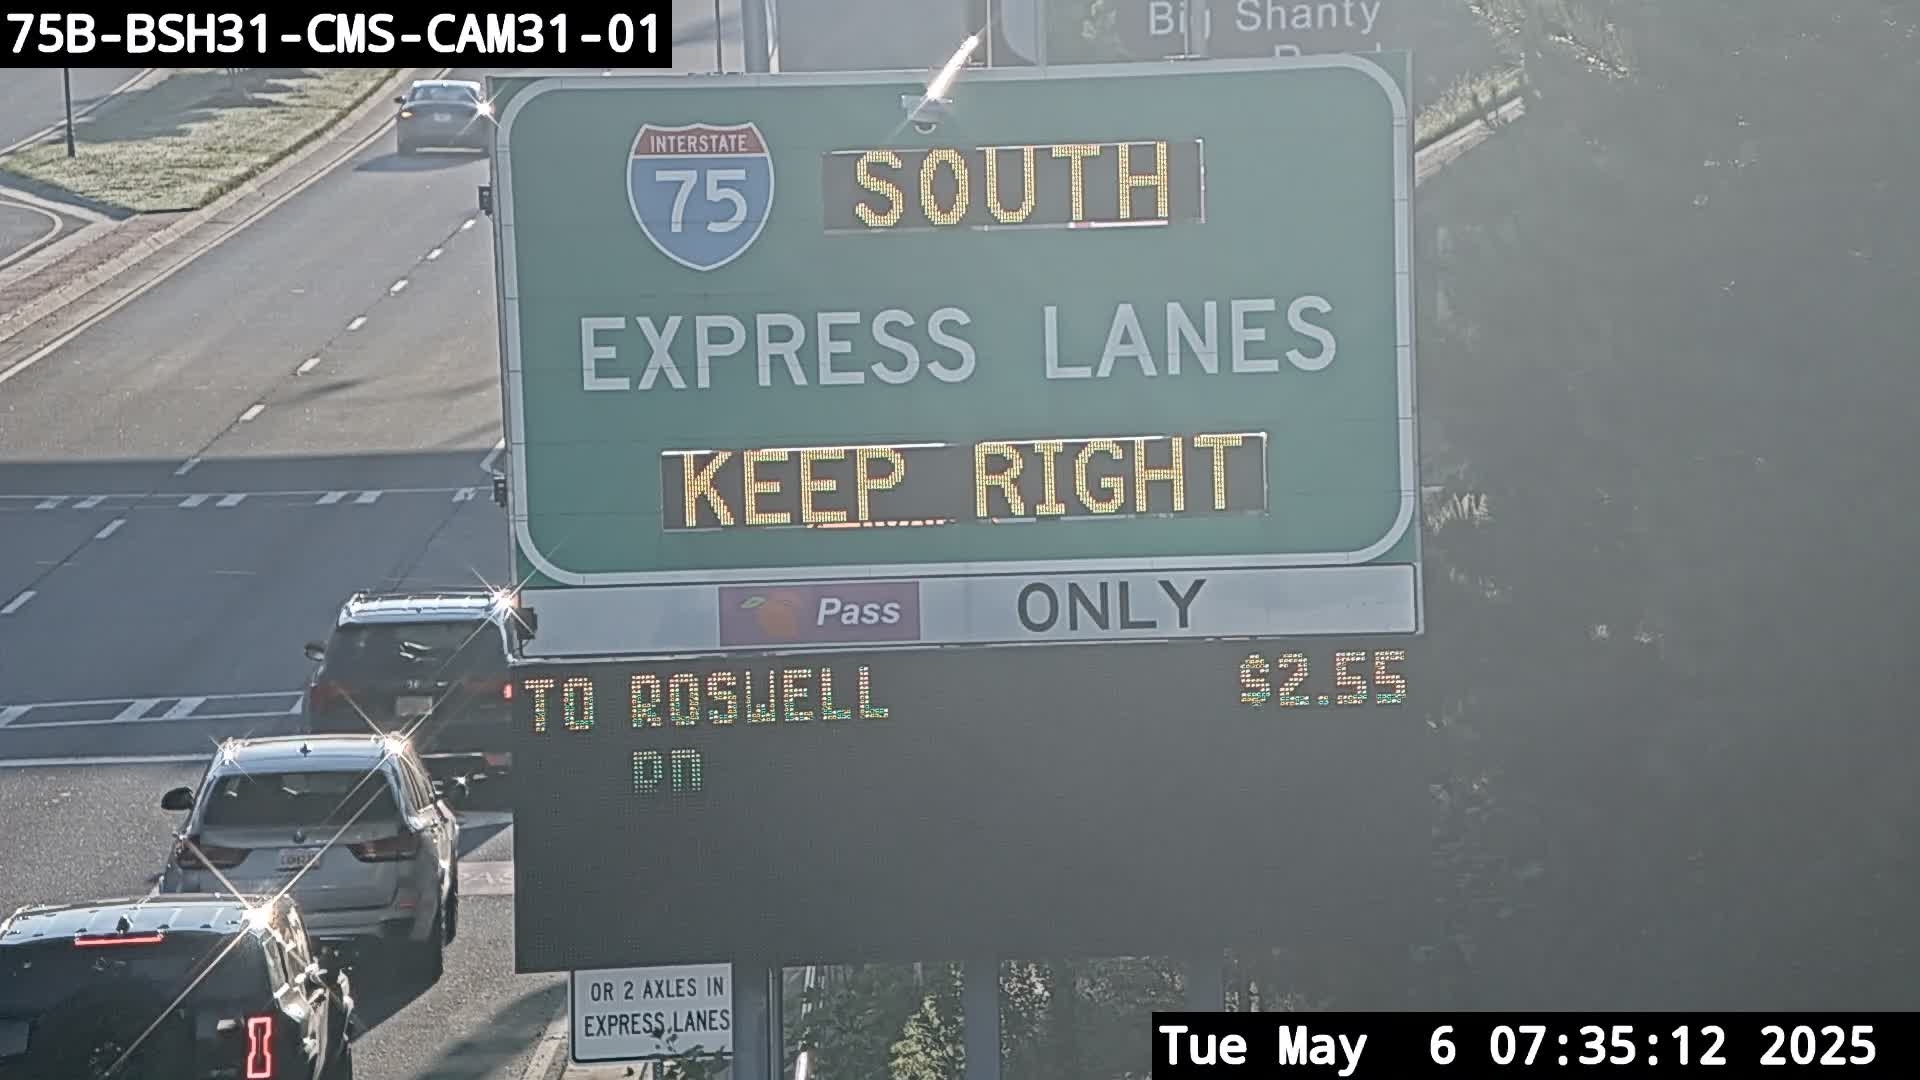 75B-BSH31-CMS-CAM31-01
Big Shanty
INTERSTATE
75
SOUTH
EXPRESS LANES
KEEP RIGHT
Pass
ONLY
TO ROSWELL $2.55
OR 2 AXLES IN
EXPRESS LANES
Tue May 6 07:35:12 2025